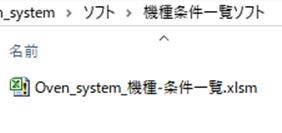 n_system > ソフト > 機種条件一覧ソフト
名前
Oven_system_機種-条件一覧.xlsm